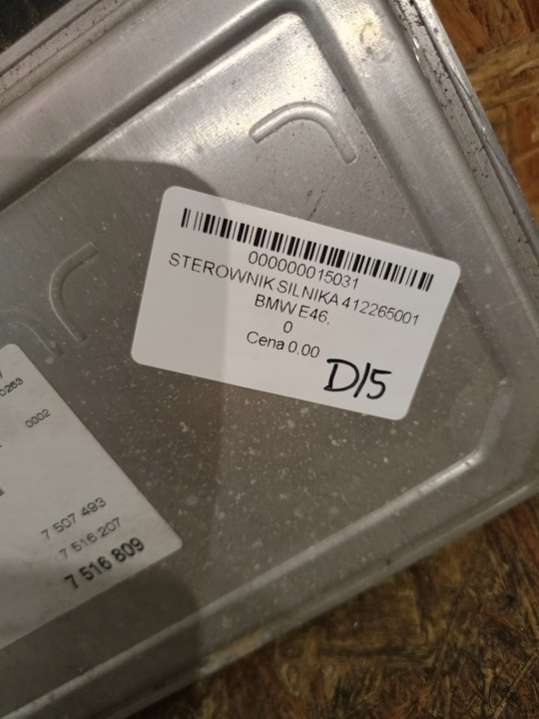 000000015031
STEROWNIK SILNIKA 412265001
BMW E46,
0
Cena 0.00
D/5
0002
7 507 493
7 516 207
7 516 809